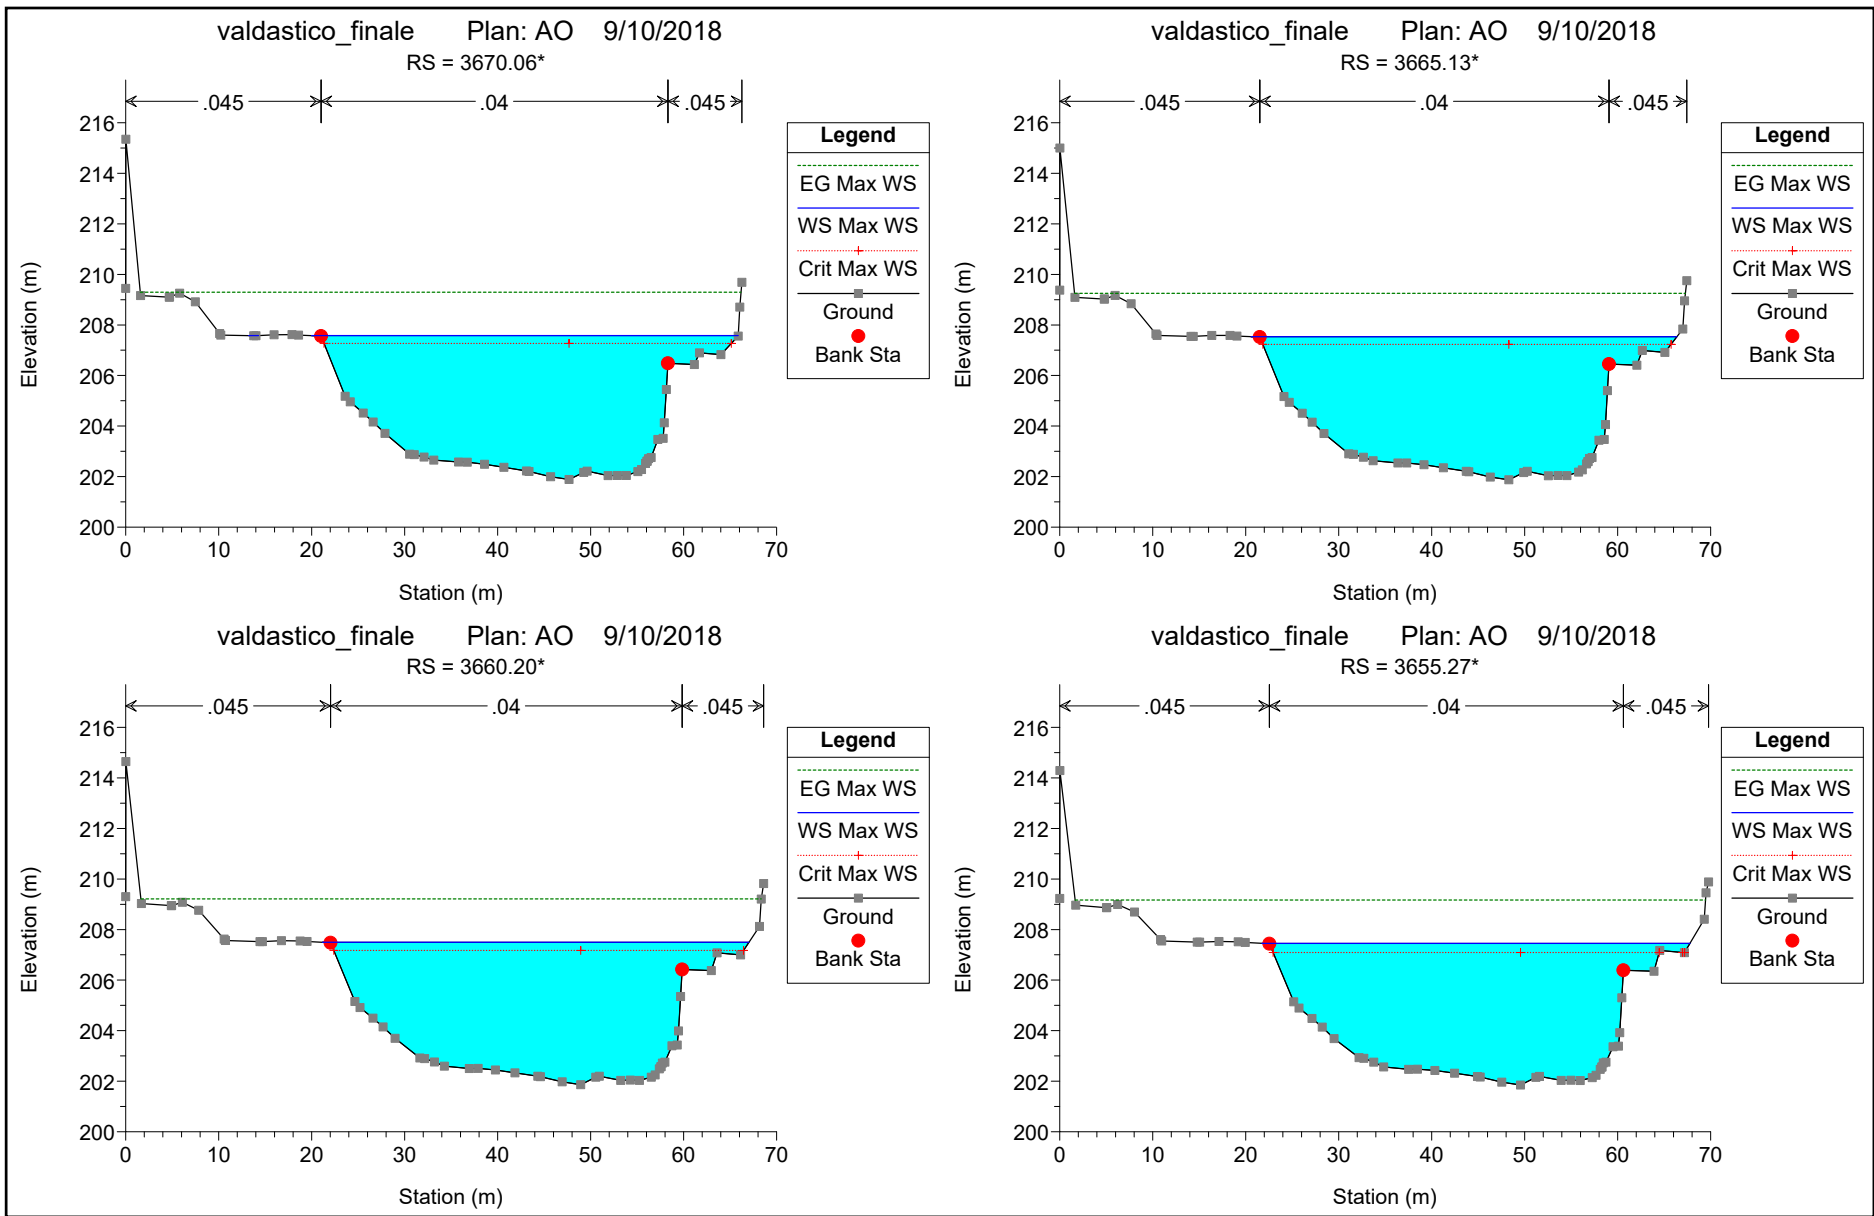 valdastico_finale Plan: AO 9/10/2018
RS = 3670.06*
.045 .04 .045
216
214
212
210
208
206
204
202
200
Elevation (m)
0 10 20 30 40 50 60 70
Station (m)
Legend
EG Max WS
WS Max WS
Crit Max WS
Ground
Bank Sta
valdastico_finale Plan: AO 9/10/2018
RS = 3665.13*
.045 .04 .045
216
214
212
210
208
206
204
202
200
Elevation (m)
0 10 20 30 40 50 60 70
Station (m)
Legend
EG Max WS
WS Max WS
Crit Max WS
Ground
Bank Sta
valdastico_finale Plan: AO 9/10/2018
RS = 3660.20*
.045 .04 .045
216
214
212
210
208
206
204
202
200
Elevation (m)
0 10 20 30 40 50 60 70
Station (m)
Legend
EG Max WS
WS Max WS
Crit Max WS
Ground
Bank Sta
valdastico_finale Plan: AO 9/10/2018
RS = 3655.27*
.045 .04 .045
216
214
212
210
208
206
204
202
200
Elevation (m)
0 10 20 30 40 50 60 70
Station (m)
Legend
EG Max WS
WS Max WS
Crit Max WS
Ground
Bank Sta